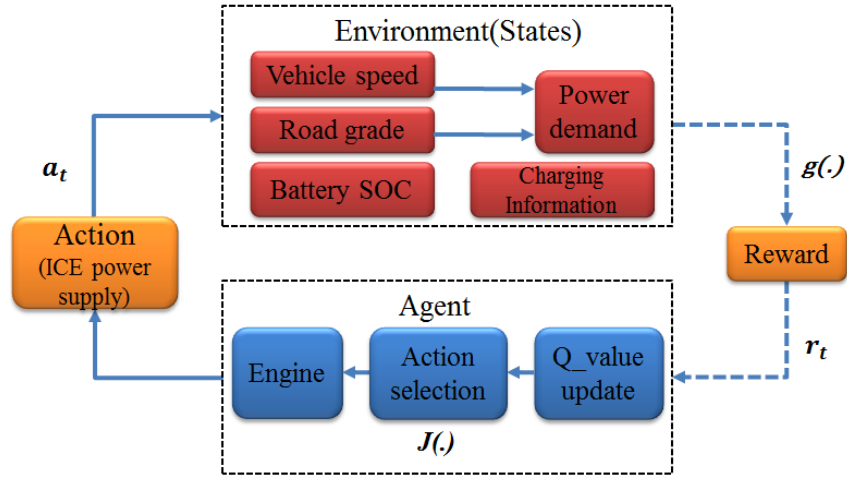 Environment(States)
Vehicle speed
Road grade
Power
demand
Battery SOC
Charging
Information
a_t
g(.)
Action
(ICE power
supply)
Reward
Agent
Engine
Action
selection
Q_value
update
J(.)
r_t